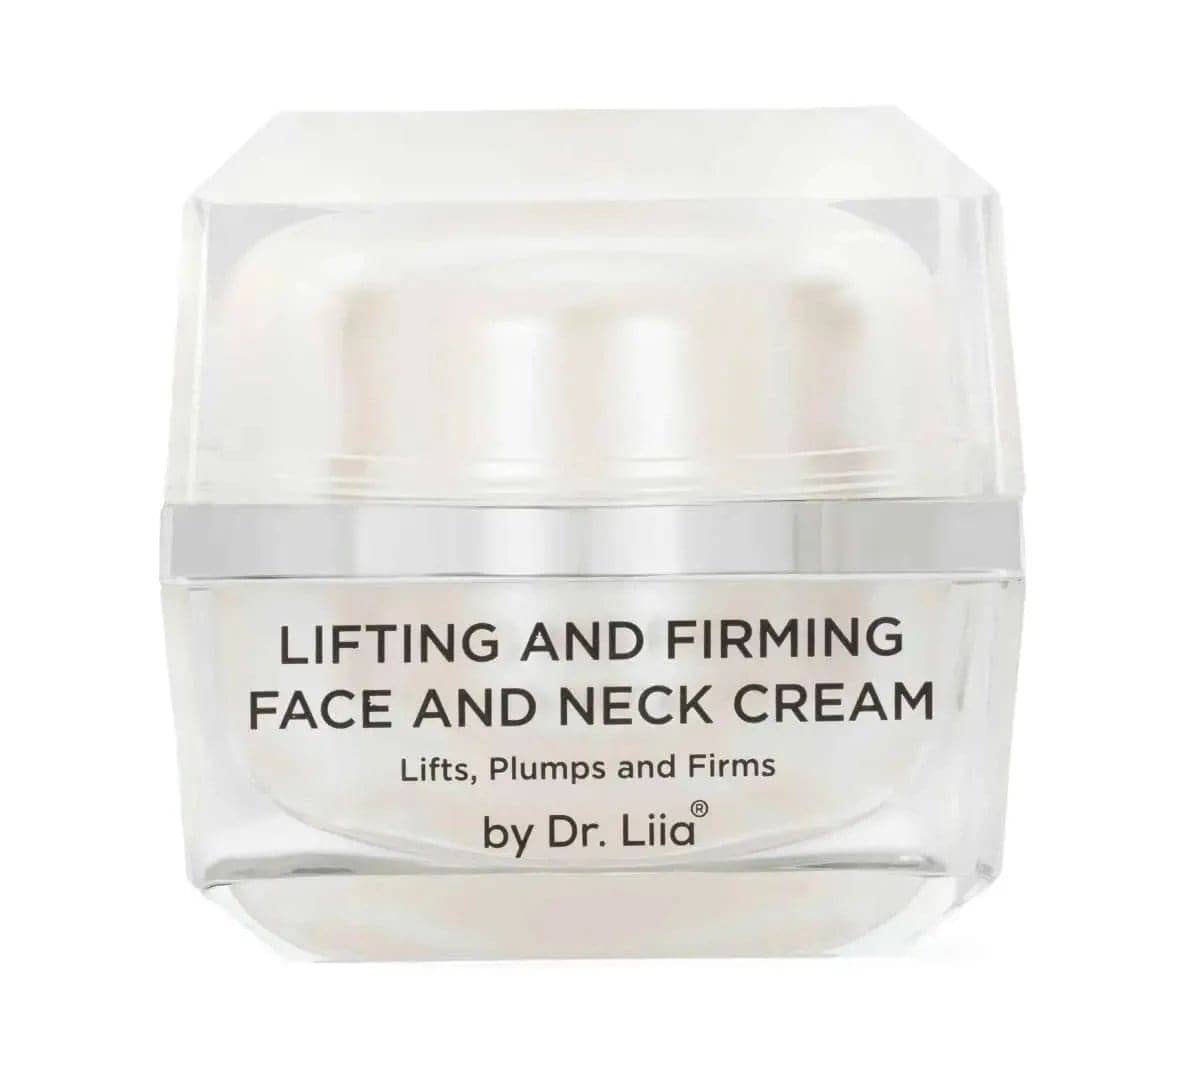 LIFTING AND FIRMING
FACE AND NECK CREAM
Lifts, Plumps and Firms
by Dr. Liia®